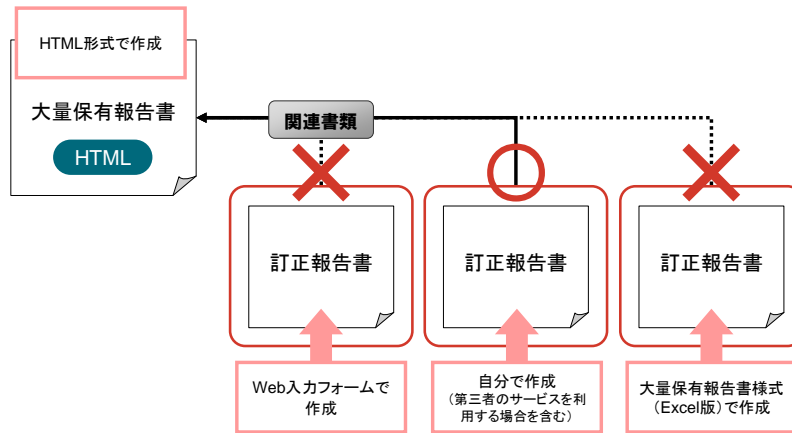 HTML形式で作成
大量保有報告書
HTML
関連書類
訂正報告書
訂正報告書
訂正報告書
Web入力フォームで
作成
自分で作成
（第三者のサービスを利
用する場合を含む）
大量保有報告書様式
（Excel版）で作成